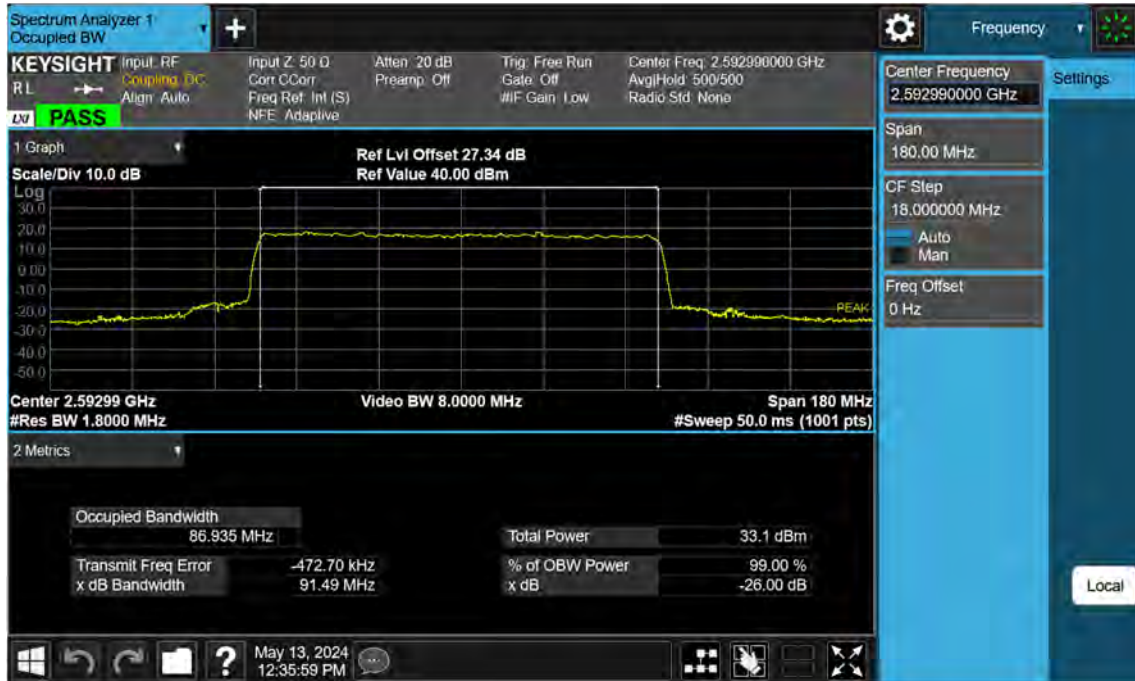 Spectrum Analyzer 1
Occupied BW
+
Frequency
KEYSIGHT
Input: RF
Coupling: DC
Align: Auto
Input Z: 50 Ω
Corr CCorr
Freq Ref: Int (S)
NFE: Adaptive
Atten: 20 dB
Preamp: Off
Trig: Free Run
Gate: Off
#IF Gain: Low
Center Freq: 2.592990000 GHz
Avg|Hold: 500/500
Radio Std: None
R L
LXI
PASS
Center Frequency
2.592990000 GHz
Settings
Span
180.00 MHz
CF Step
18.000000 MHz
Auto
Man
Freq Offset
0 Hz
1 Graph
Scale/Div 10.0 dB
Ref Lvl Offset 27.34 dB
Ref Value 40.00 dBm
Log
30.0
20.0
10.0
0.00
-10.0
-20.0
-30.0
-40.0
-50.0
PEAK
Center 2.59299 GHz
Video BW 8.0000 MHz
Span 180 MHz
#Res BW 1.8000 MHz
#Sweep 50.0 ms (1001 pts)
2 Metrics
Occupied Bandwidth
86.935 MHz
Total Power 33.1 dBm
Transmit Freq Error -472.70 kHz
% of OBW Power 99.00 %
x dB Bandwidth 91.49 MHz
x dB -26.00 dB
Local
?
May 13, 2024
12:35:59 PM